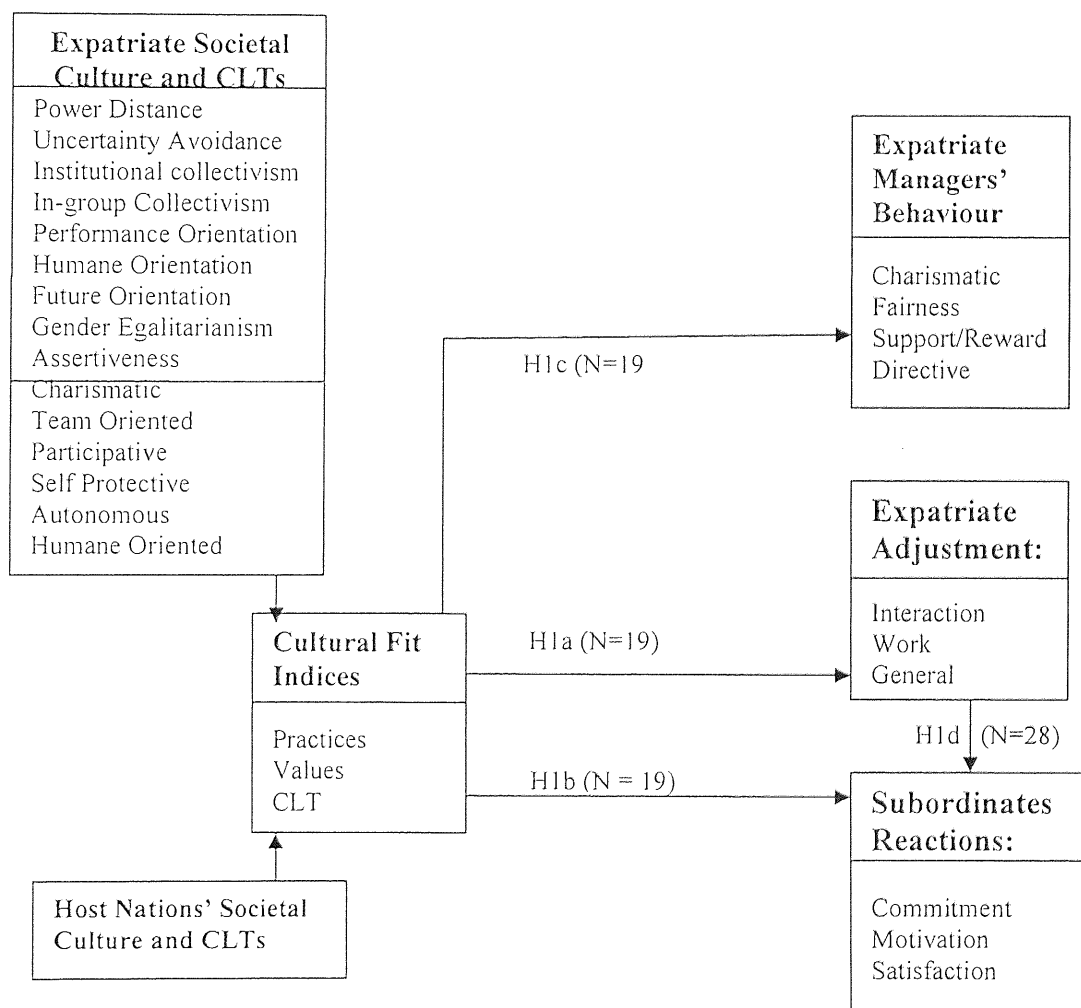 Expatriate Societal
Culture and CLTs
Power Distance
Uncertainty Avoidance
Institutional collectivism
In-group Collectivism
Performance Orientation
Humane Orientation
Future Orientation
Gender Egalitarianism
Assertiveness
Charismatic
Team Oriented
Participative
Self Protective
Autonomous
Humane Oriented
Expatriate
Managers'
Behaviour
Charismatic
Fairness
Support/Reward
Directive
H1c (N=19
Expatriate
Adjustment:
Interaction
Work
General
Cultural Fit
Indices
Practices
Values
CLT
H1a (N=19)
H1d (N=28)
H1b (N = 19)
Subordinates
Reactions:
Commitment
Motivation
Satisfaction
Host Nations' Societal
Culture and CLTs